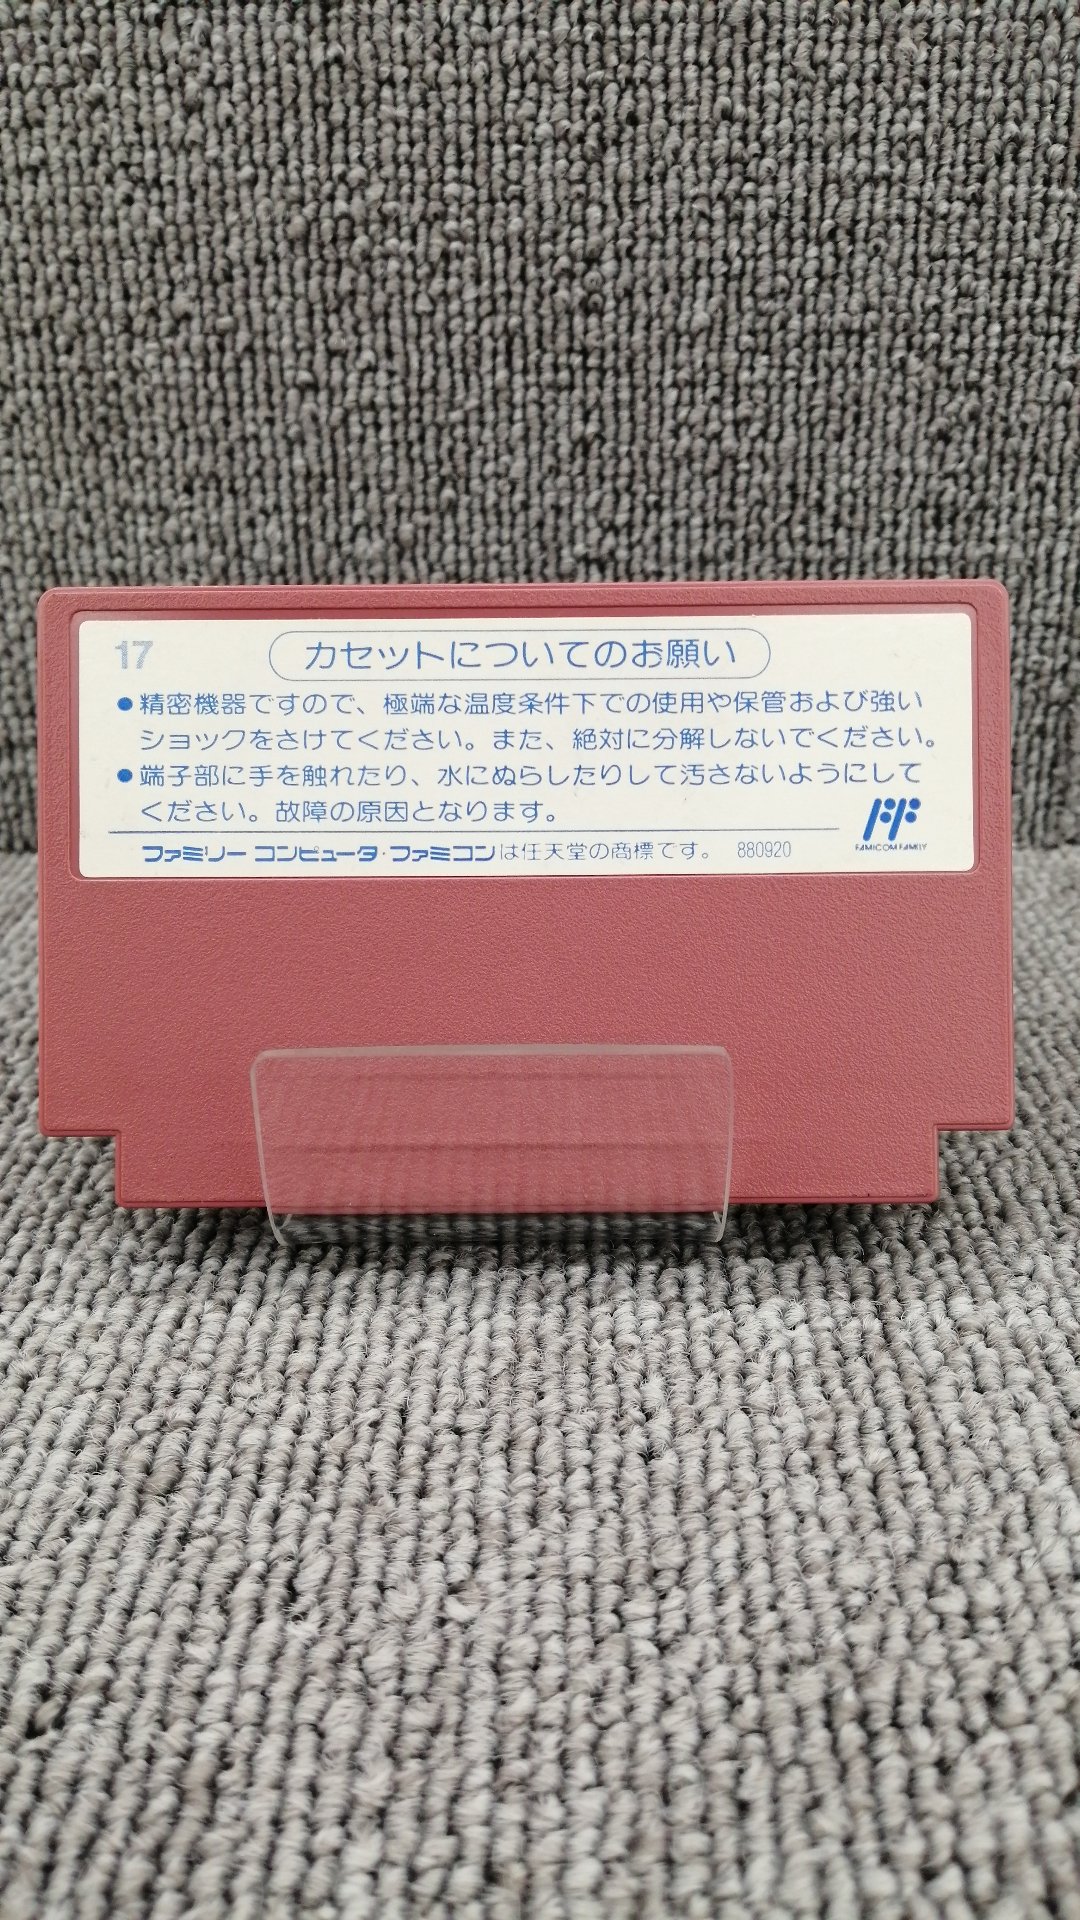 17
カセットについてのお願い
●精密機器ですので、極端な温度条件下での使用や保管および強い
ショックをさけてください。また、絶対に分解しないでください。
●端子部に手を触れたり、水にぬらしたりして汚さないようにして
ください。故障の原因となります。
FF
FAMICOM FAMILY
ファミリーコンピュータ・ファミコンは任天堂の商標です。 880920